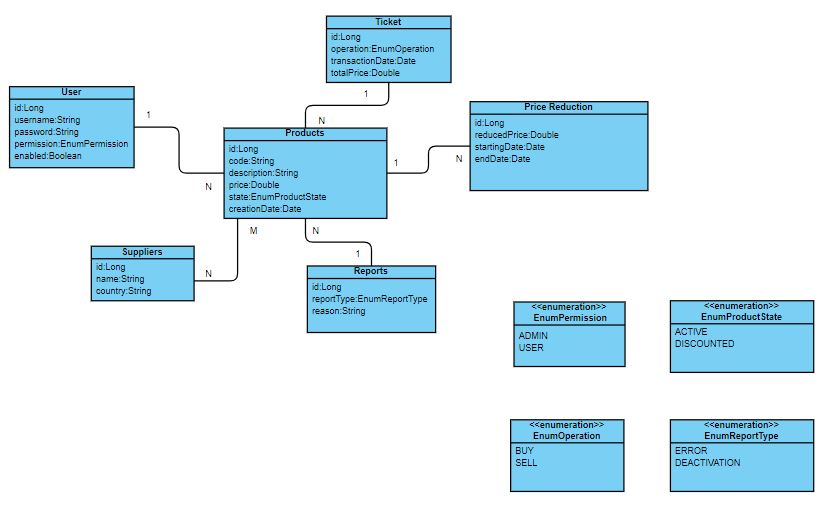 Ticket
id:Long
operation:EnumOperation
transactionDate:Date
totalPrice:Double
1
N
User
id:Long
username:String
password:String
permission:EnumPermission
enabled:Boolean
1
N
Products
id:Long
code:String
description:String
price:Double
state:EnumProductState
creationDate:Date
1
N
Price Reduction
id:Long
reducedPrice:Double
startingDate:Date
endDate:Date
M
N
Suppliers
id:Long
name:String
country:String
N
1
Reports
id:Long
reportType:EnumReportType
reason:String
<<enumeration>>
EnumPermission
ADMIN
USER
<<enumeration>>
EnumProductState
ACTIVE
DISCOUNTED
<<enumeration>>
EnumOperation
BUY
SELL
<<enumeration>>
EnumReportType
ERROR
DEACTIVATION